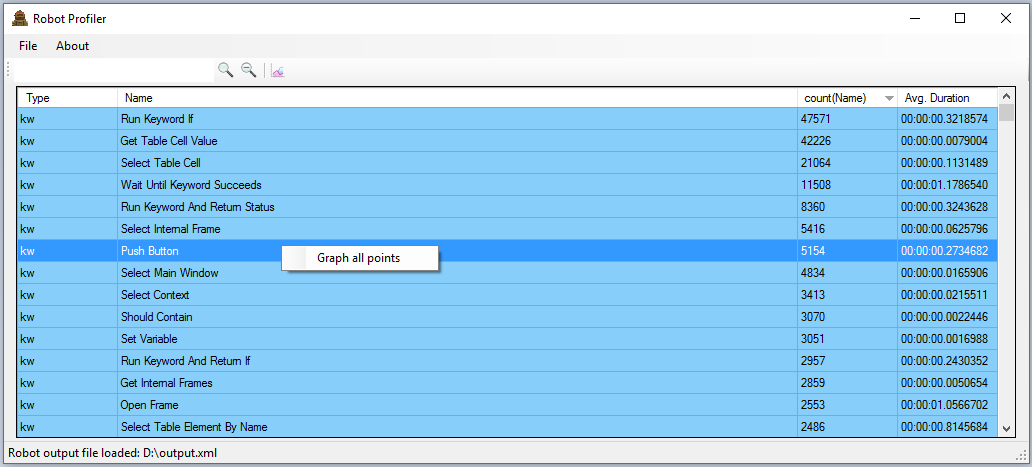 Robot Profiler
File About
Type Name count(Name) Avg. Duration
kw Run Keyword If 47571 00:00:00.3218574
kw Get Table Cell Value 42226 00:00:00.0079004
kw Select Table Cell 21064 00:00:00.1131489
kw Wait Until Keyword Succeeds 11508 00:00:01.1786540
kw Run Keyword And Return Status 8360 00:00:00.3243628
kw Select Internal Frame 5416 00:00:00.0625796
kw Push Button 5154 00:00:00.2734682
Graph all points
kw Select Main Window 4834 00:00:00.0165906
kw Select Context 3413 00:00:00.0215511
kw Should Contain 3070 00:00:00.0022446
kw Set Variable 3051 00:00:00.0016988
kw Run Keyword And Return If 2957 00:00:00.2430352
kw Get Internal Frames 2859 00:00:00.0050654
kw Open Frame 2553 00:00:01.0566702
kw Select Table Element By Name 2486 00:00:00.8145684
Robot output file loaded: D:\output.xml